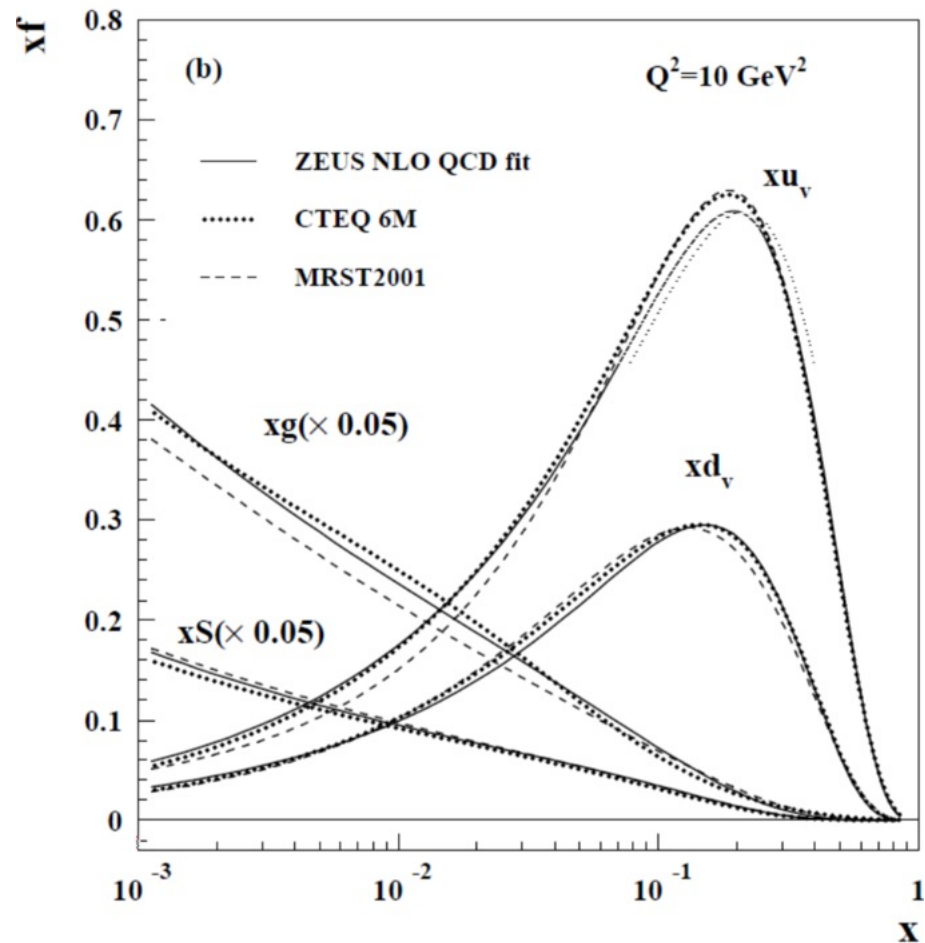 xf
0.8
(b)
Q²=10 GeV²
0.7
ZEUS NLO QCD fit
xuᵥ
0.6
CTEQ 6M
MRST2001
0.5
0.4
xg(× 0.05)
xdᵥ
0.3
0.2
xS(× 0.05)
0.1
0
10⁻³ 10⁻² 10⁻¹ 1
x